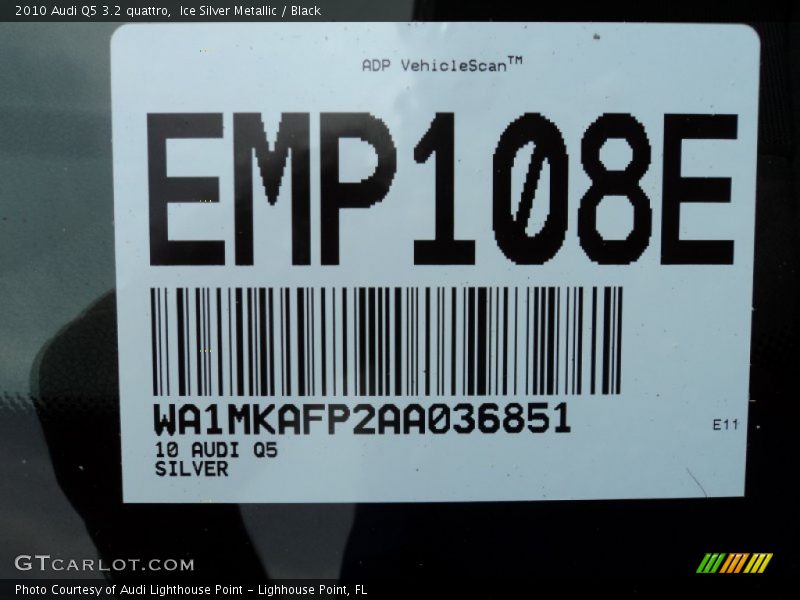 2010 Audi Q5 3.2 quattro,  Ice Silver Metallic / Black
ADP VehicleScan™
EMP108E
WA1MKAFP2AA036851
10 AUDI Q5
SILVER
E11
GTCARLOT.COM
Photo Courtesy of Audi Lighthouse Point - Lighhouse Point, FL